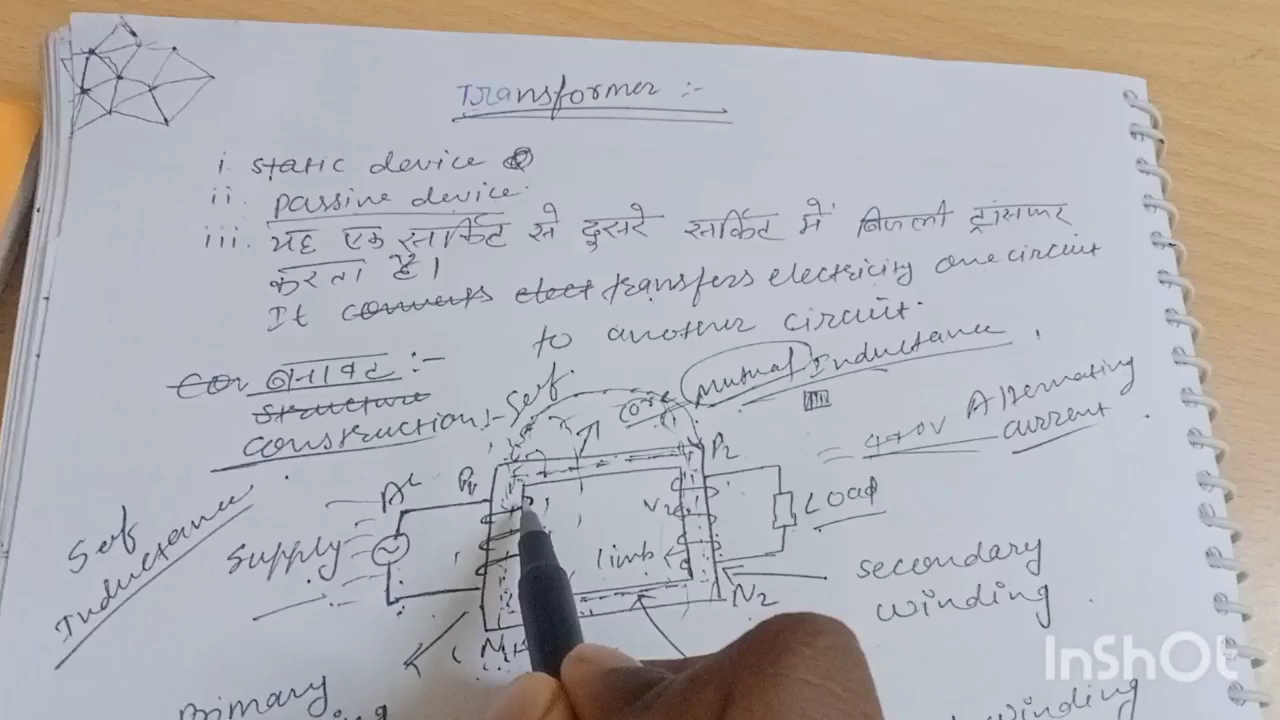 Transformer :-
i. static device
ii. passive device.
iii. यह एक सर्किट से दुसरे सर्किट में बिजली ट्रांसफर
करता है।
It converts elect transfers electricity one circuit
to another circuit.
Con बनावट :-
structure
construction :- Self.
core
Mutual Inductance
= 440V Alternating
current.
Self
Inductance
AC
Supply
P1
P2
V2
Load
limb
N2
N1
secondary
winding.
Primary
winding
InShOt